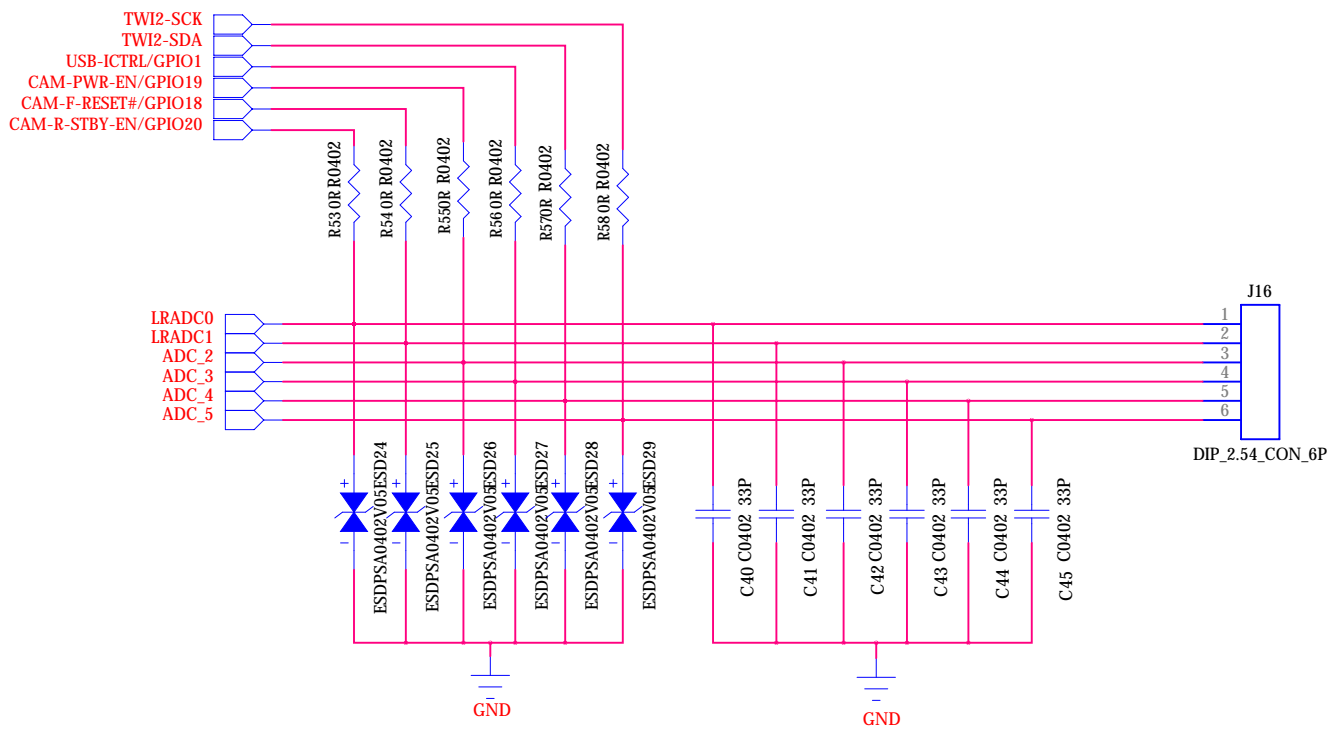 TWI2-SCK
TWI2-SDA
USB-ICTRL/GPIO1
CAM-PWR-EN/GPIO19
CAM-F-RESET#/GPIO18
CAM-R-STBY-EN/GPIO20
R53 0R R0402
R54 0R R0402
R55 0R R0402
R56 0R R0402
R57 0R R0402
R58 0R R0402
LRADC0
LRADC1
ADC_2
ADC_3
ADC_4
ADC_5
J16
1
2
3
4
5
6
DIP_2.54_CON_6P
+
-
ESDPSA0402V05 ESD24
+
-
ESDPSA0402V05 ESD25
+
-
ESDPSA0402V05 ESD26
+
-
ESDPSA0402V05 ESD27
+
-
ESDPSA0402V05 ESD28
+
-
ESDPSA0402V05 ESD29
C40 C0402 33P
C41 C0402 33P
C42 C0402 33P
C43 C0402 33P
C44 C0402 33P
C45 C0402 33P
GND
GND